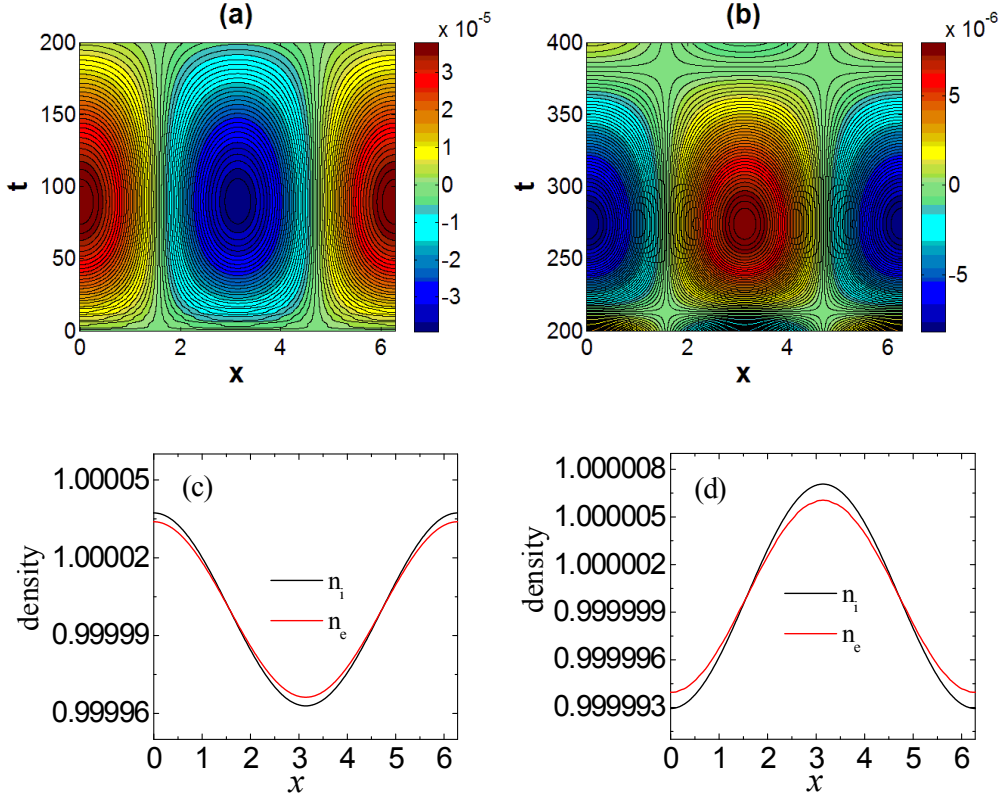 (a)
x 10^-5
200
150
100
50
0
t
0 2 4 6
x
3
2
1
0
-1
-2
-3
(b)
x 10^-6
400
350
300
250
200
t
0 2 4 6
x
5
0
-5
(c)
1.00005
1.00002
0.99999
0.99996
density
n_i
n_e
0 1 2 3 4 5 6
x
(d)
1.000008
1.000005
1.000002
0.999999
0.999996
0.999993
density
n_i
n_e
0 1 2 3 4 5 6
x